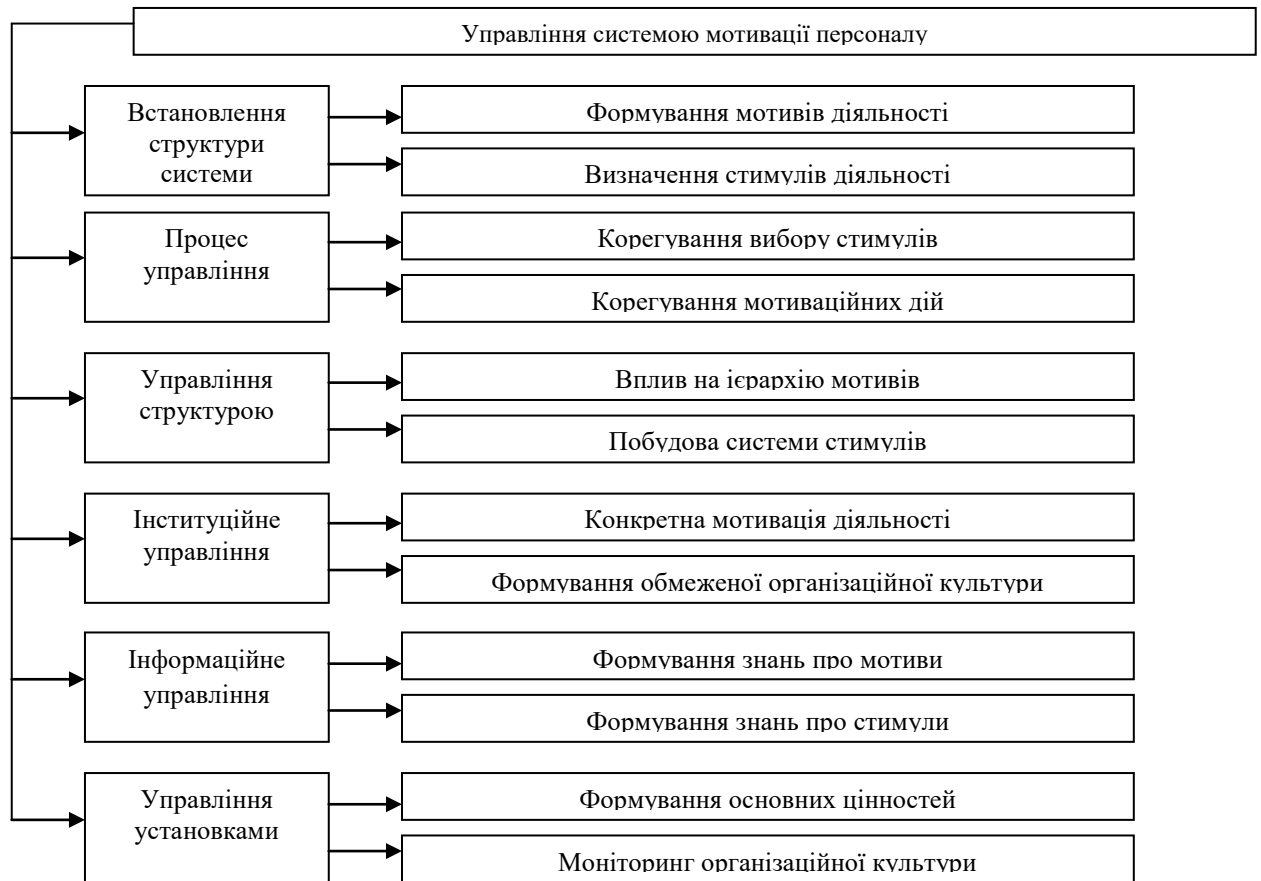 Управління системою мотивації персоналу
Встановлення
структури
системи
Формування мотивів діяльності
Визначення стимулів діяльності
Процес
управління
Корегування вибору стимулів
Корегування мотиваційних дій
Управління
структурою
Вплив на ієрархію мотивів
Побудова системи стимулів
Інституційне
управління
Конкретна мотивація діяльності
Формування обмеженої організаційної культури
Інформаційне
управління
Формування знань про мотиви
Формування знань про стимули
Управління
установками
Формування основних цінностей
Моніторинг організаційної культури